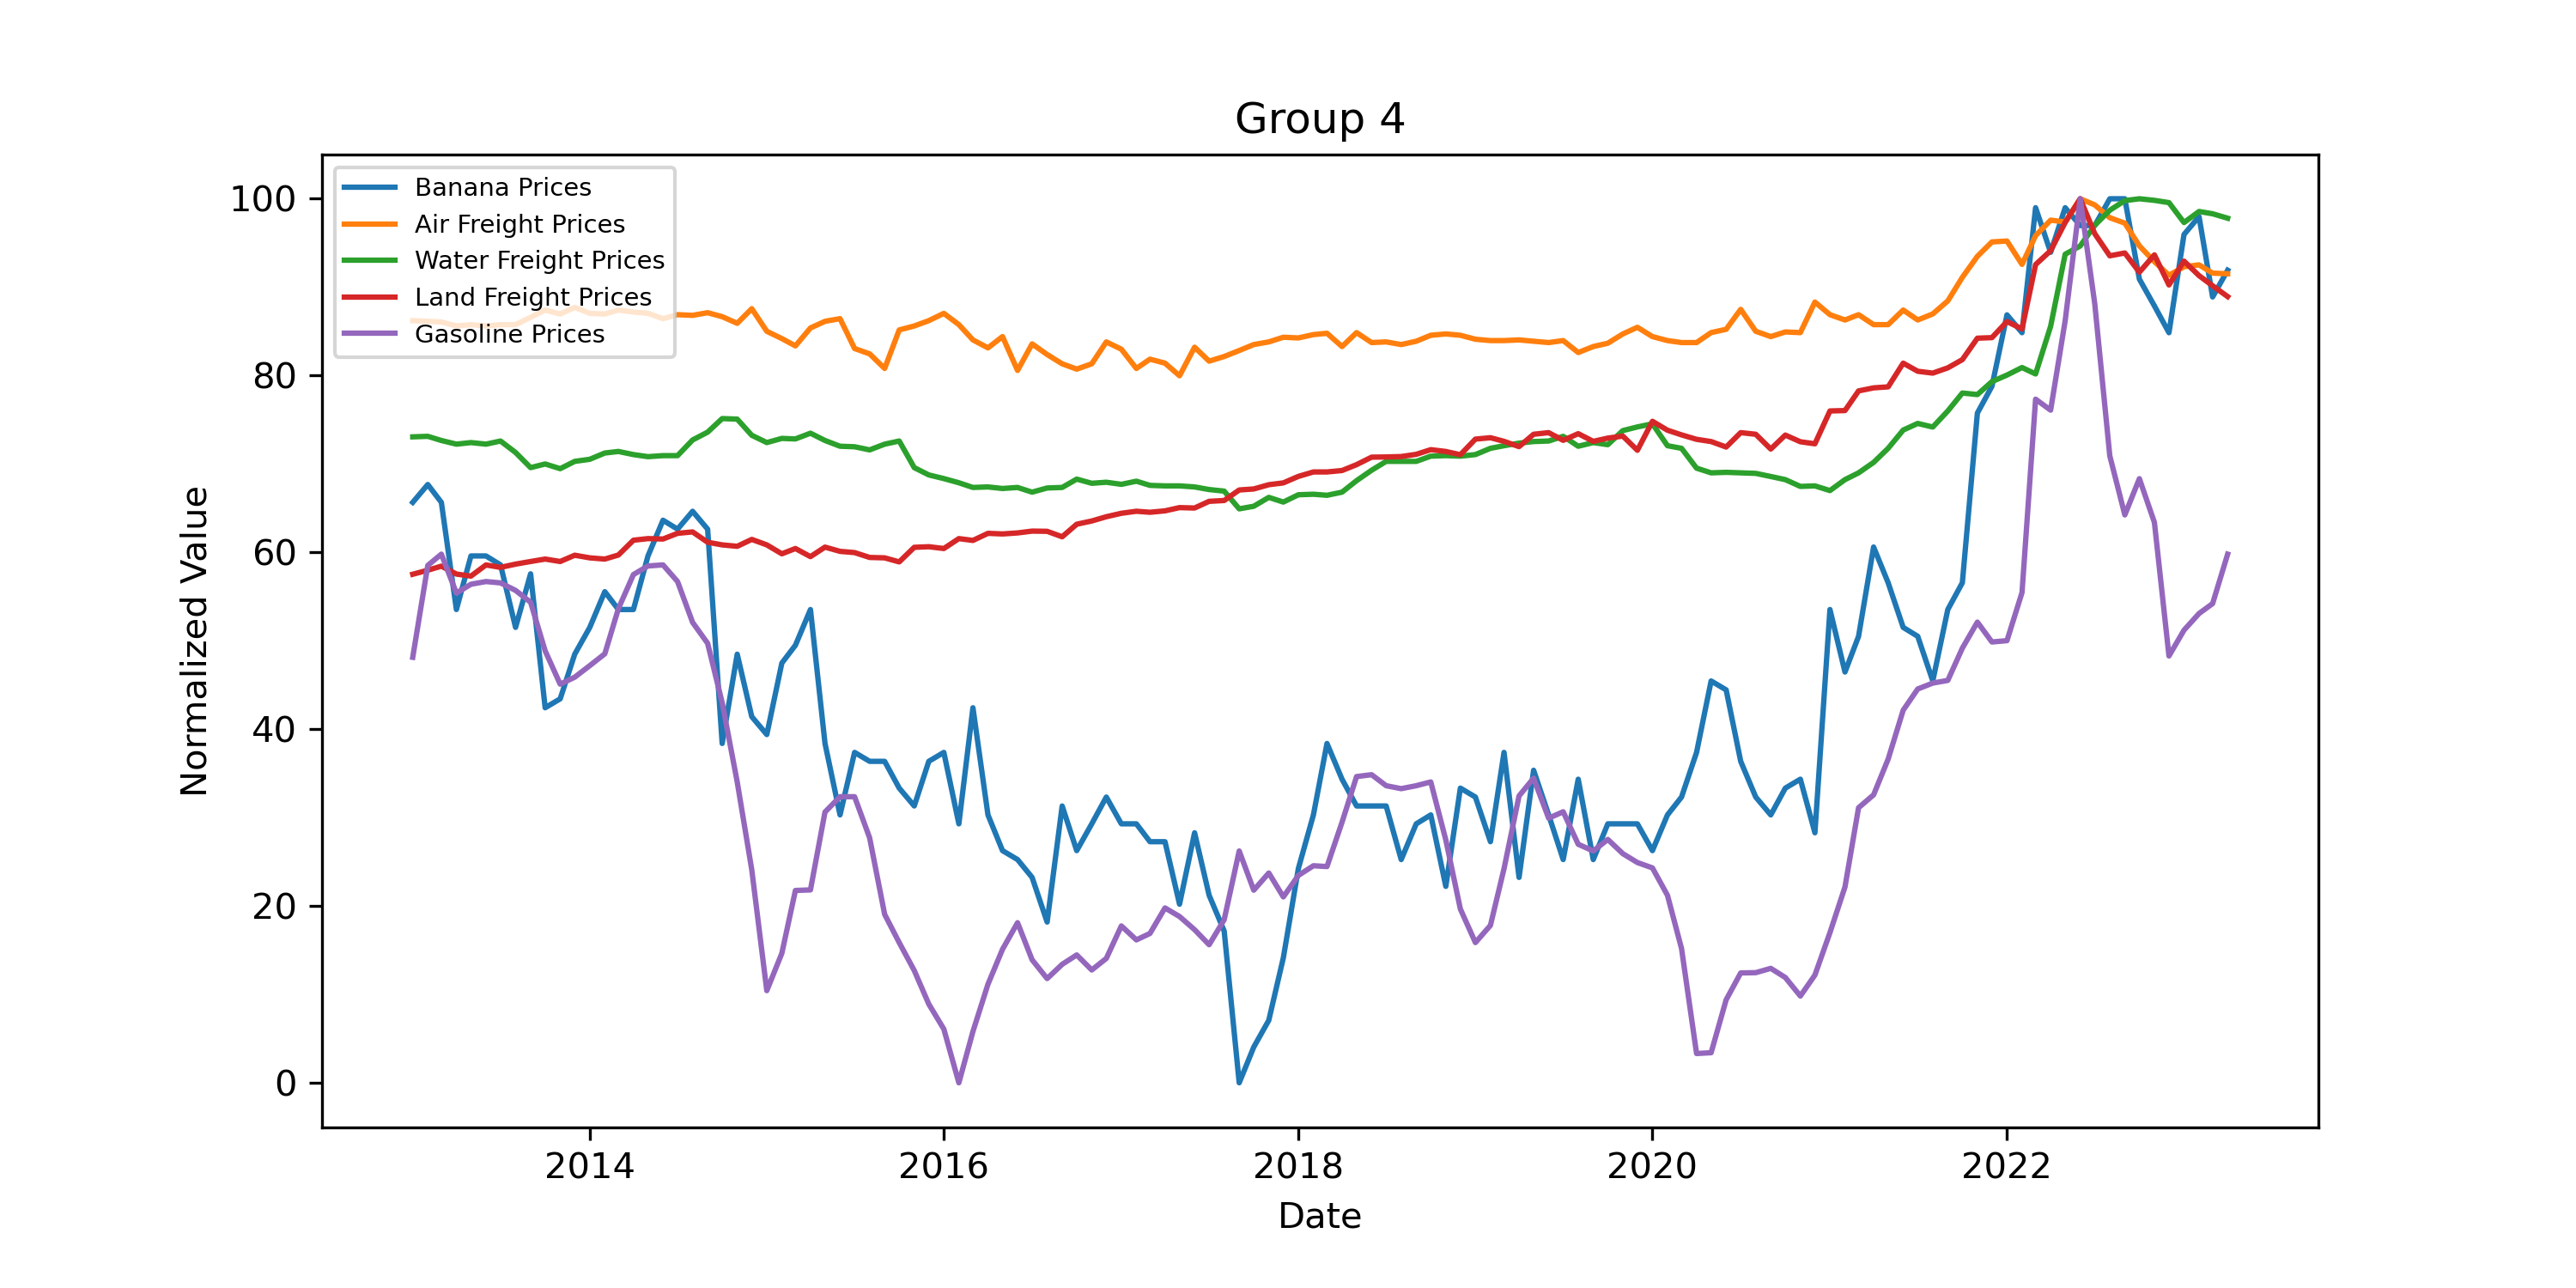 Group 4
Banana Prices
Air Freight Prices
Water Freight Prices
Land Freight Prices
Gasoline Prices
100
80
60
40
20
0
Normalized Value
2014 2016 2018 2020 2022
Date